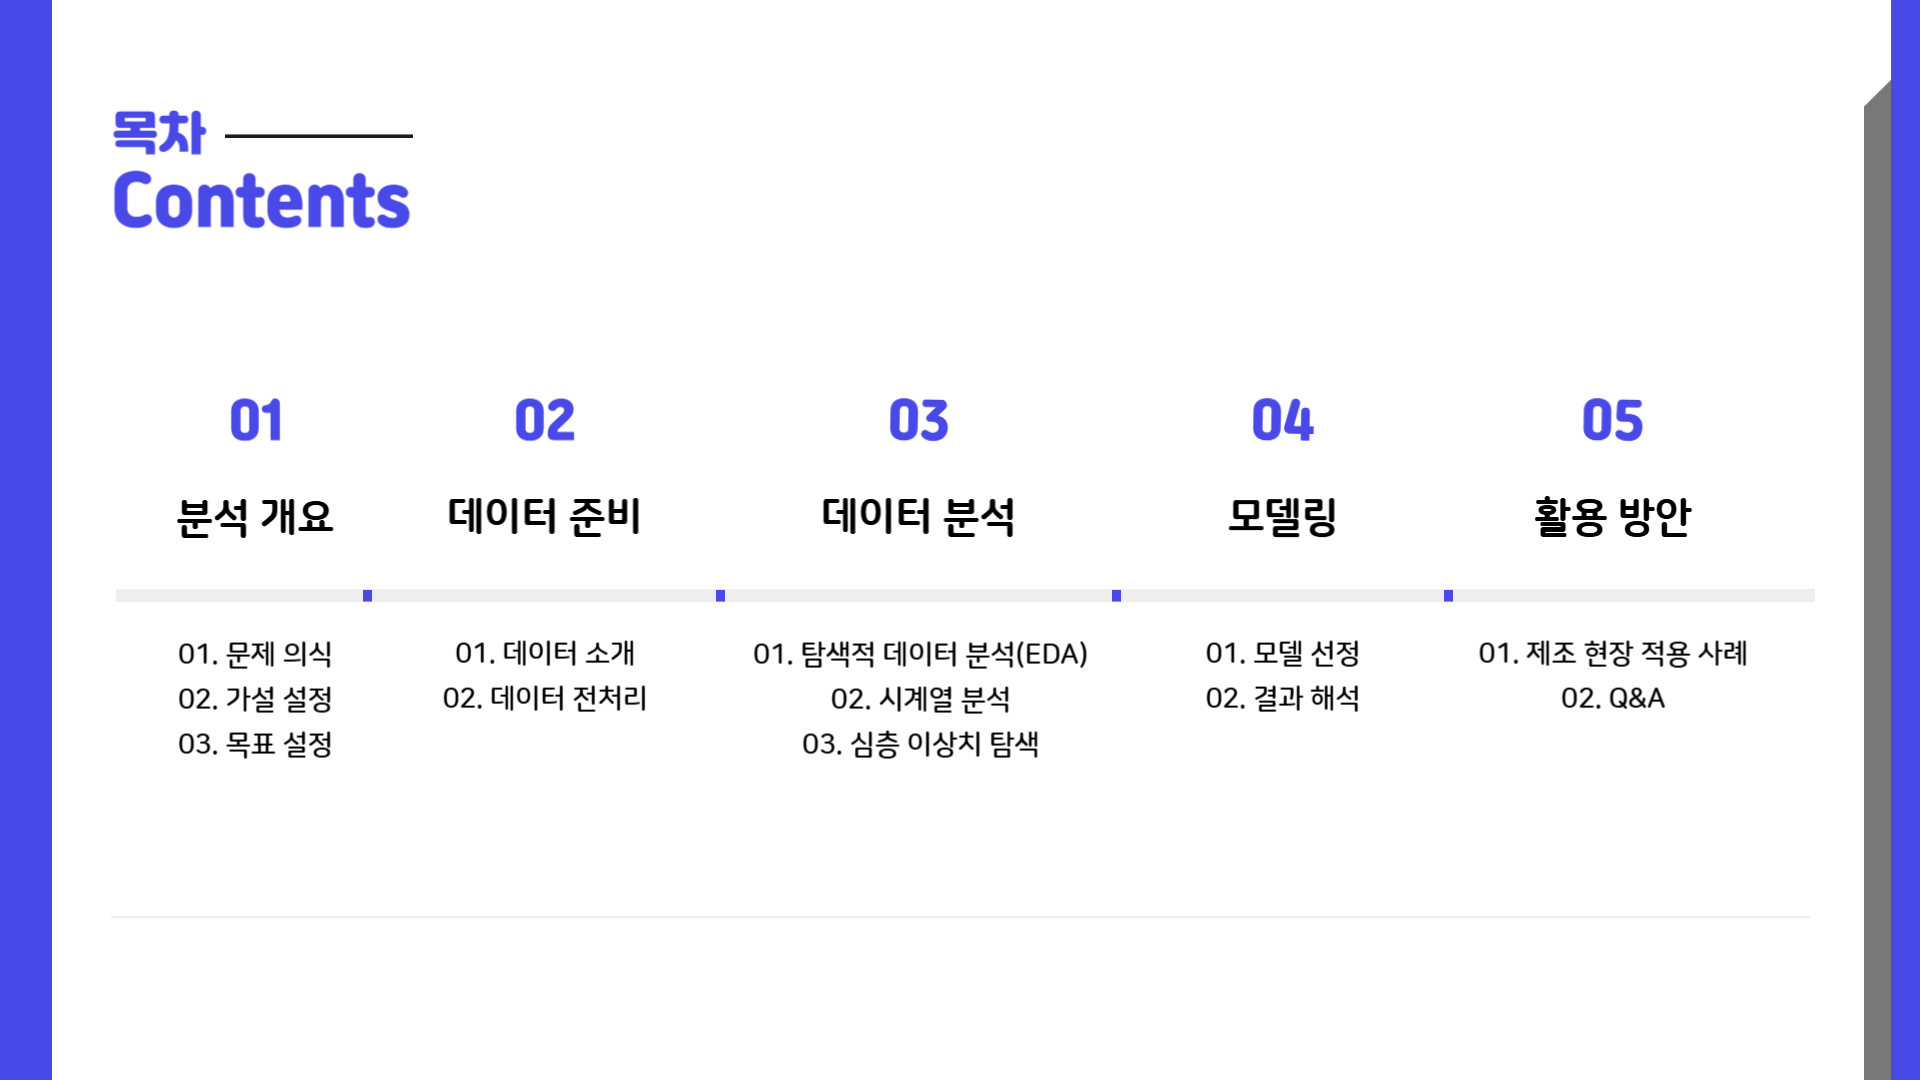 목차
Contents
01
분석 개요
01. 문제 의식
02. 가설 설정
03. 목표 설정
02
데이터 준비
01. 데이터 소개
02. 데이터 전처리
03
데이터 분석
01. 탐색적 데이터 분석(EDA)
02. 시계열 분석
03. 심층 이상치 탐색
04
모델링
01. 모델 선정
02. 결과 해석
05
활용 방안
01. 제조 현장 적용 사례
02. Q&A